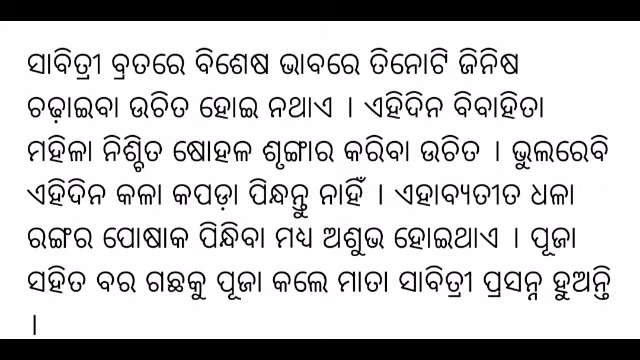 ସାବିତ୍ରୀ ବ୍ରତରେ ବିଶେଷ ଭାବରେ ତିନୋଟି ଜିନିଷ
ଚଢ଼ାଇବା ଉଚିତ ହୋଇ ନଥାଏ । ଏହିଦିନ ବିବାହିତା
ମହିଳା ନିଶ୍ଚିତ ଷୋହଳ ଶୃଙ୍ଗାର କରିବା ଉଚିତ । ଭୁଲରେବି
ଏହିଦିନ କଳା କପଡ଼ା ପିନ୍ଧନ୍ତୁ ନାହିଁ । ଏହାବ୍ୟତୀତ ଧଳା
ରଙ୍ଗର ପୋଷାକ ପିନ୍ଧିବା ମଧ୍ୟ ଅଶୁଭ ହୋଇଥାଏ । ପୂଜା
ସହିତ ବର ଗଛକୁ ପୂଜା କଲେ ମାତା ସାବିତ୍ରୀ ପ୍ରସନ୍ନ ହୁଅନ୍ତି
।